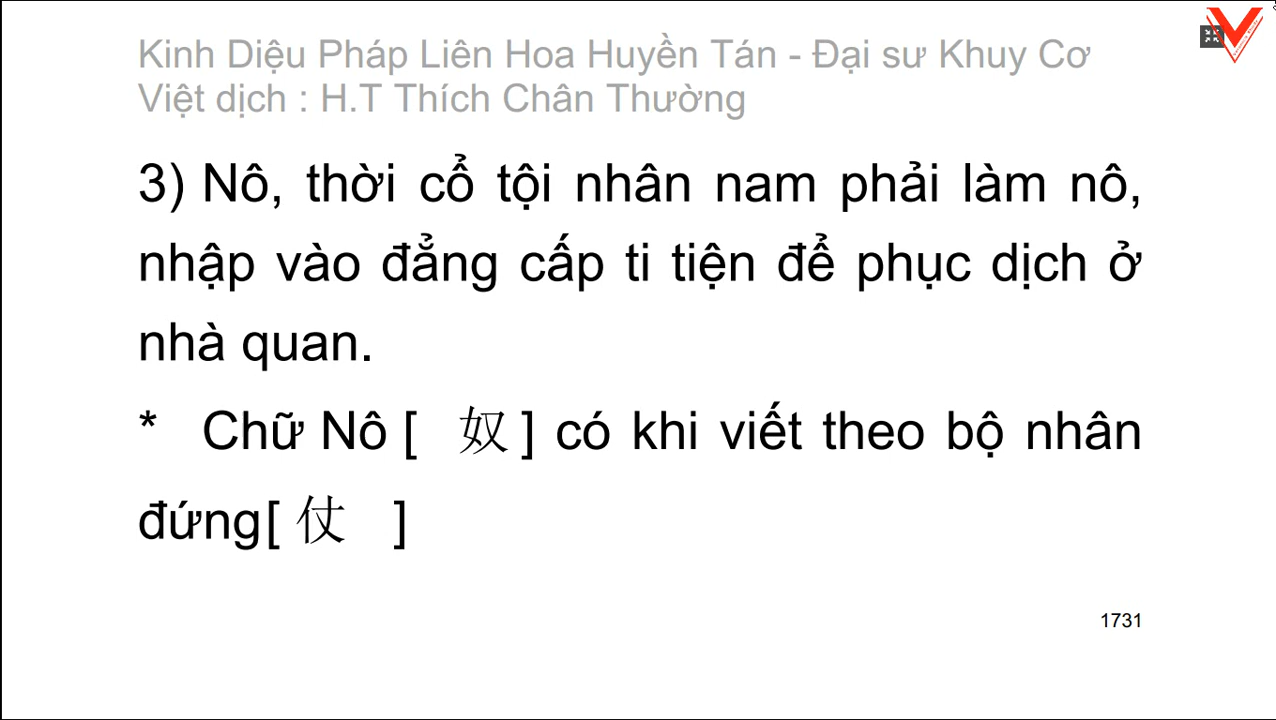 Kinh Diệu Pháp Liên Hoa Huyền Tán - Đại sư Khuy Cơ
Việt dịch : H.T Thích Chân Thường
3) Nô, thời cổ tội nhân nam phải làm nô,
nhập vào đẳng cấp ti tiện để phục dịch ở
nhà quan.
* Chữ Nô [ 奴 ] có khi viết theo bộ nhân
đứng[ 仗 ]
1731